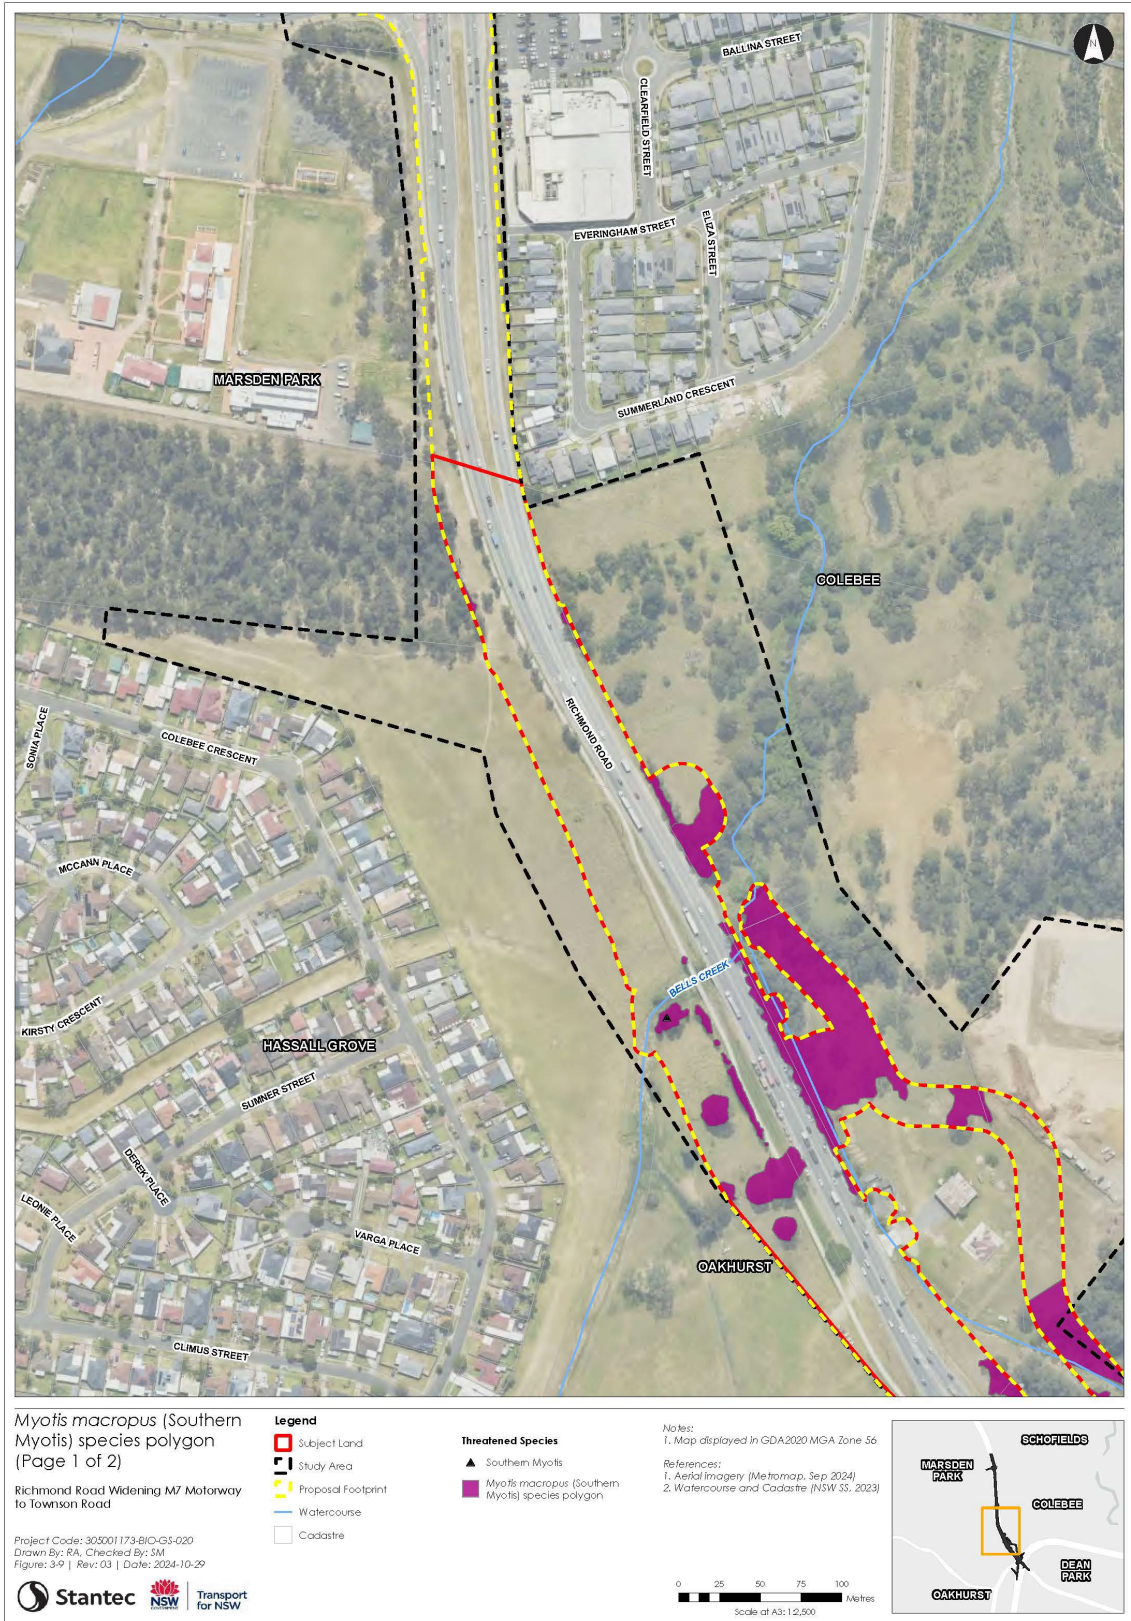 N
BALLINA STREET
CLEARFIELD STREET
EVERINGHAM STREET
ELIZA STREET
MARSDEN PARK
SUMMERLAND CRESCENT
COLEBEE
RICHMOND ROAD
SONIA PLACE
COLEBEE CRESCENT
MCCANN PLACE
BELLS CREEK
KIRSTY CRESCENT
HASSALL GROVE
SUMNER STREET
DEREK PLACE
LEONIE PLACE
VARGA PLACE
OAKHURST
CLIMUS STREET
Myotis macropus (Southern
Myotis) species polygon
(Page 1 of 2)
Richmond Road Widening M7 Motorway
to Townson Road
Project Code: 305001173-BIO-GS-020
Drawn By: RA, Checked By: SM
Figure: 3-9 | Rev: 03 | Date: 2024-10-29
Stantec
NSW
GOVERNMENT
Transport
for NSW
Legend
Subject Land
Study Area
Proposal Footprint
Watercourse
Cadastre
Threatened Species
Southern Myotis
Myotis macropus (Southern
Myotis) species polygon
Notes:
1. Map displayed in GDA2020 MGA Zone 56
References:
1. Aerial imagery (Metromap, Sep 2024)
2. Watercourse and Cadastre (NSW SS, 2023)
0 25 50 75 100
Metres
Scale at A3: 1:2,500
SCHOFIELDS
MARSDEN
PARK
COLEBEE
DEAN
PARK
OAKHURST